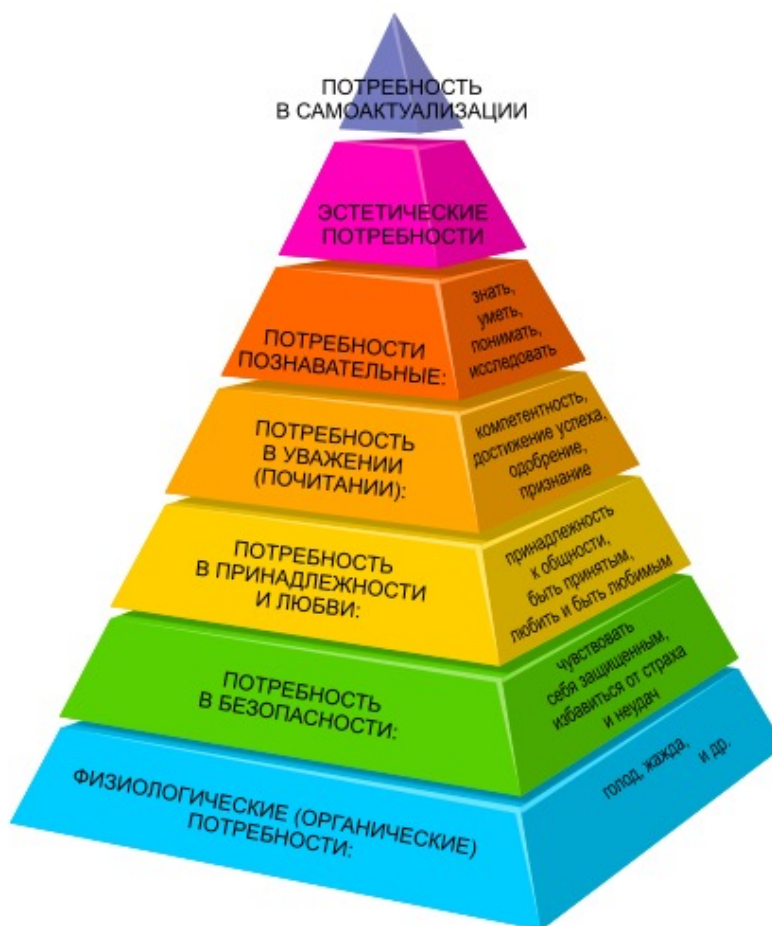 ПОТРЕБНОСТЬ
В САМОАКТУАЛИЗАЦИИ
ЭСТЕТИЧЕСКИЕ
ПОТРЕБНОСТИ
ПОТРЕБНОСТИ
ПОЗНАВАТЕЛЬНЫЕ:
знать,
уметь,
понимать,
исследовать
ПОТРЕБНОСТЬ
В УВАЖЕНИИ
(ПОЧИТАНИИ):
компетентность,
достижение успеха,
одобрение,
признание
ПОТРЕБНОСТЬ
В ПРИНАДЛЕЖНОСТИ
И ЛЮБВИ:
принадлежность
к общности,
быть принятым,
любить и быть любимым
ПОТРЕБНОСТЬ
В БЕЗОПАСНОСТИ:
чувствовать
себя защищенным,
избавиться от страха
и неудач
ФИЗИОЛОГИЧЕСКИЕ (ОРГАНИЧЕСКИЕ)
ПОТРЕБНОСТИ:
голод, жажда,
и др.